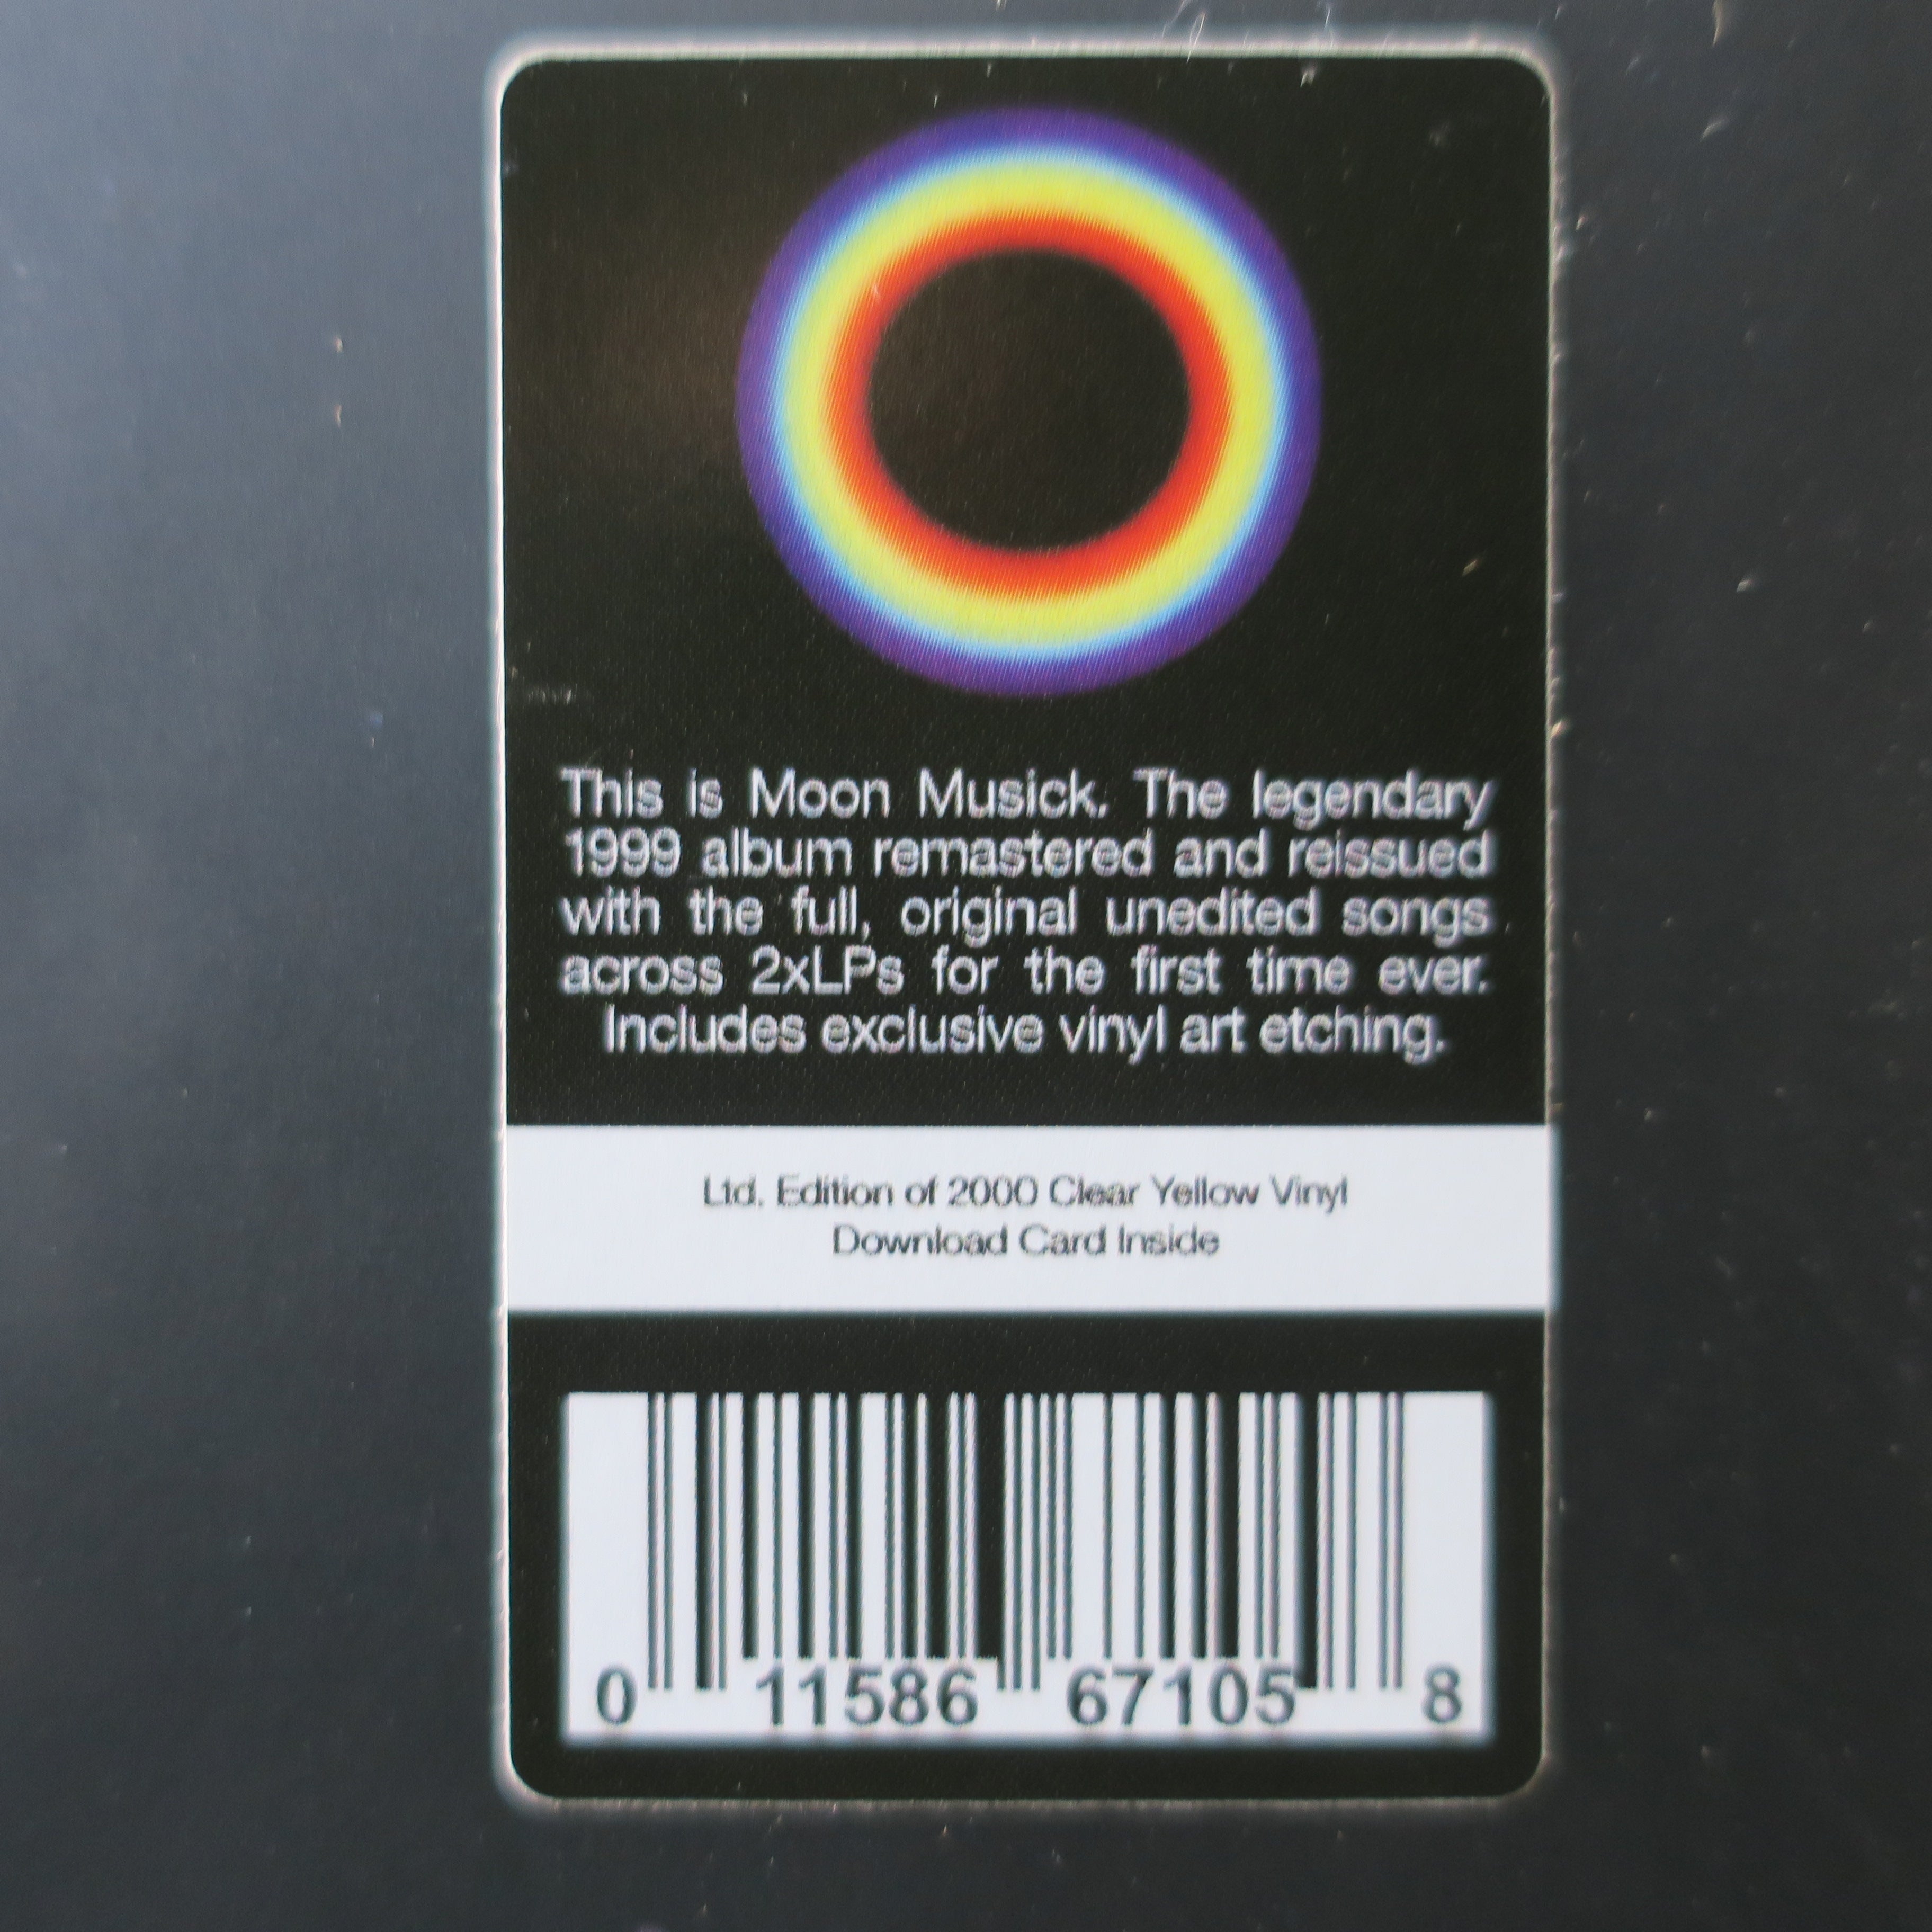 This is Moon Musick. The legendary
1999 album remastered and reissued
with the full, original unedited songs
across 2xLPs for the first time ever.
Includes exclusive vinyl art etching.
Ltd. Edition of 2000 Clear Yellow Vinyl
Download Card Inside
0 11586 67105 8